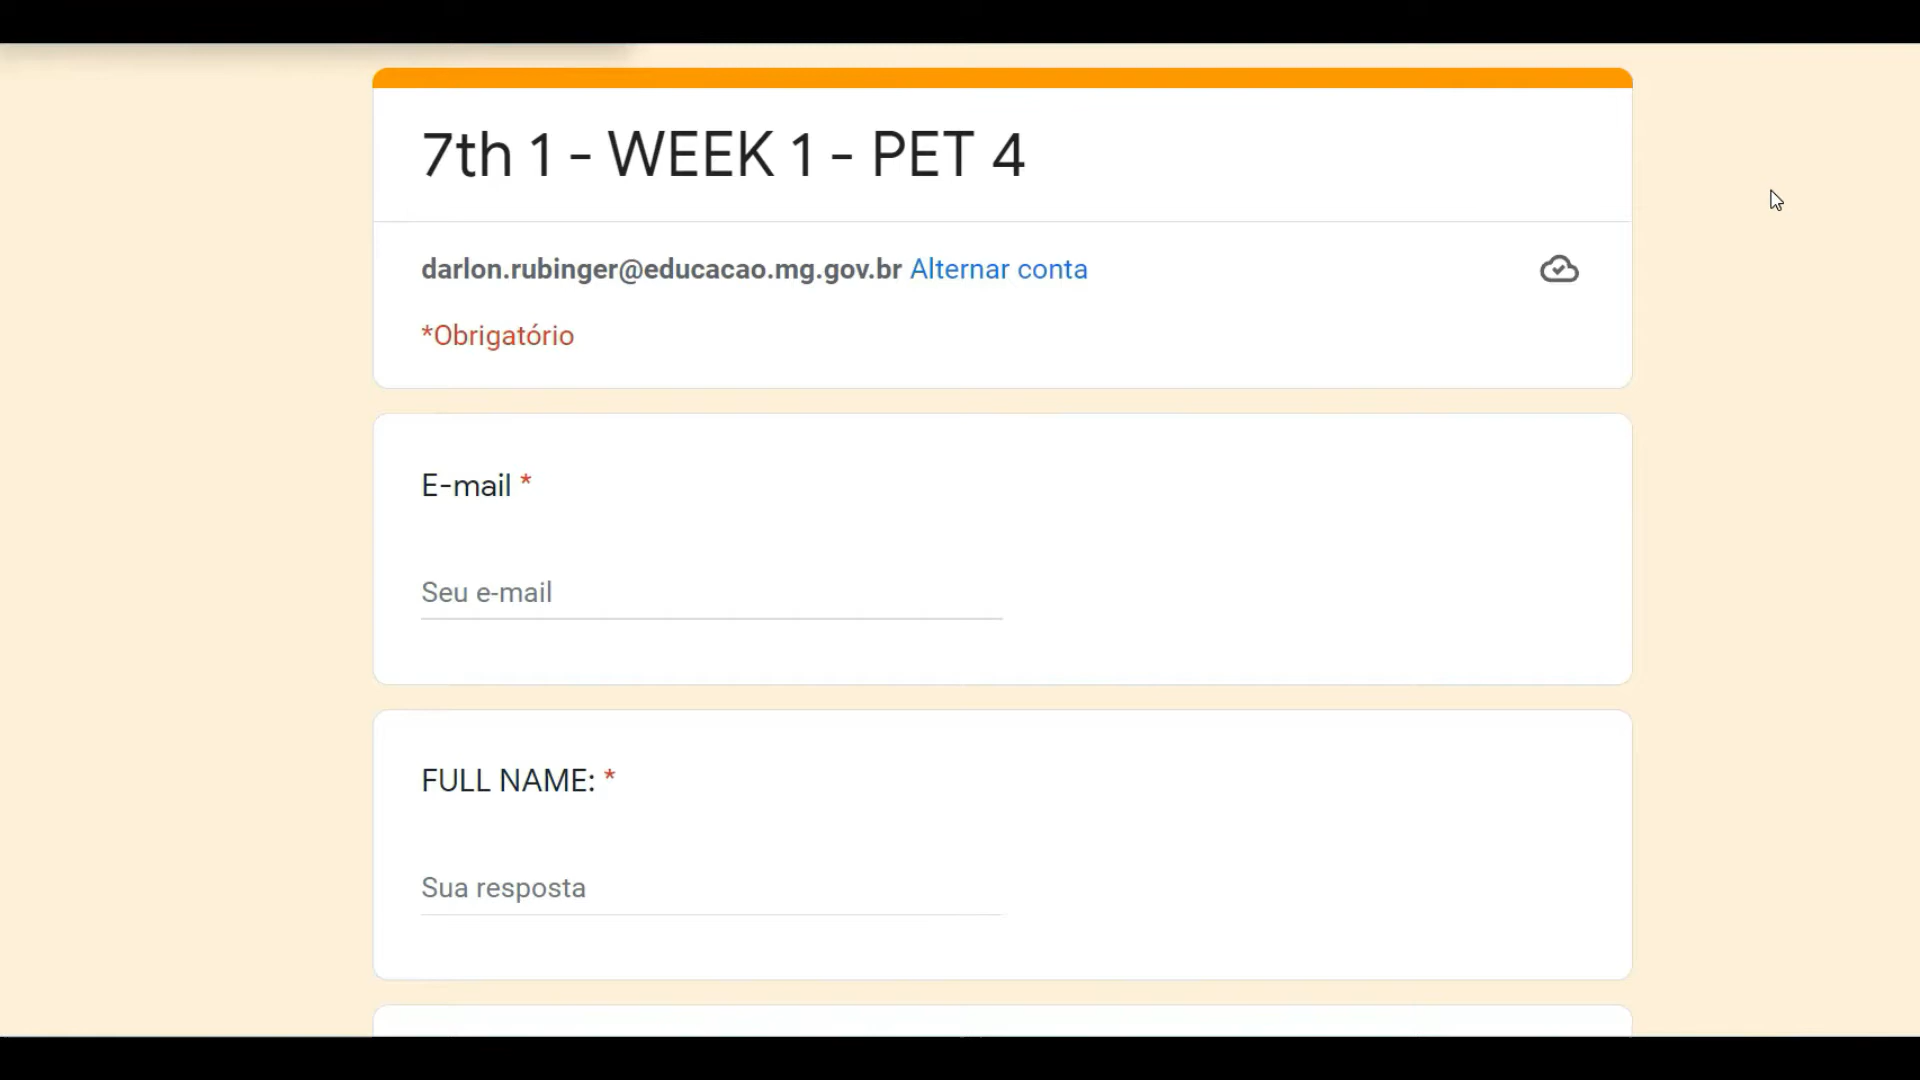 7th 1 - WEEK 1 - PET 4
darlon.rubinger@educacao.mg.gov.br Alternar conta
*Obrigatório
E-mail *
Seu e-mail
FULL NAME: *
Sua resposta